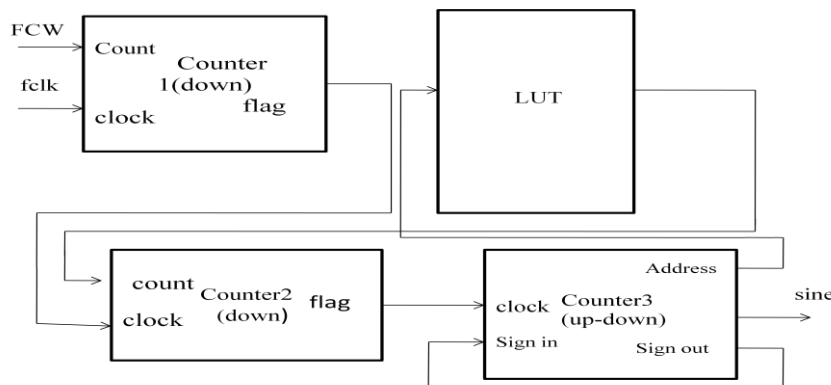 FCW
Count
Counter
1(down)
fclk
flag
clock
LUT
count
Counter2
(down)
flag
clock
Address
clock
Counter3
(up-down)
sine
Sign in
Sign out